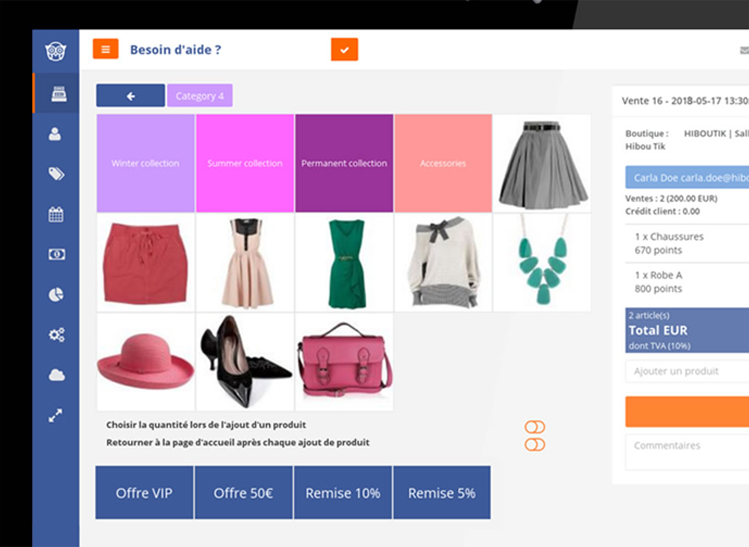 Besoin d'aide ?
Category 4
Winter collection
Summer collection
Permanent collection
Accessories
Choisir la quantité lors de l'ajout d'un produit
Retourner à la page d'accueil après chaque ajout de produit
Offre VIP
Offre 50€
Remise 10%
Remise 5%
Vente 16 - 2018-05-17 13:30
Boutique : HIBOUTIK | Sall
Hibou Tik
Carla Doe carla.doe@hibo
Ventes : 2 (200.00 EUR)
Crédit client : 0.00
1 x Chaussures
670 points
1 x Robe A
800 points
2 article(s)
Total EUR
dont TVA (10%)
Ajouter un produit
Commentaires